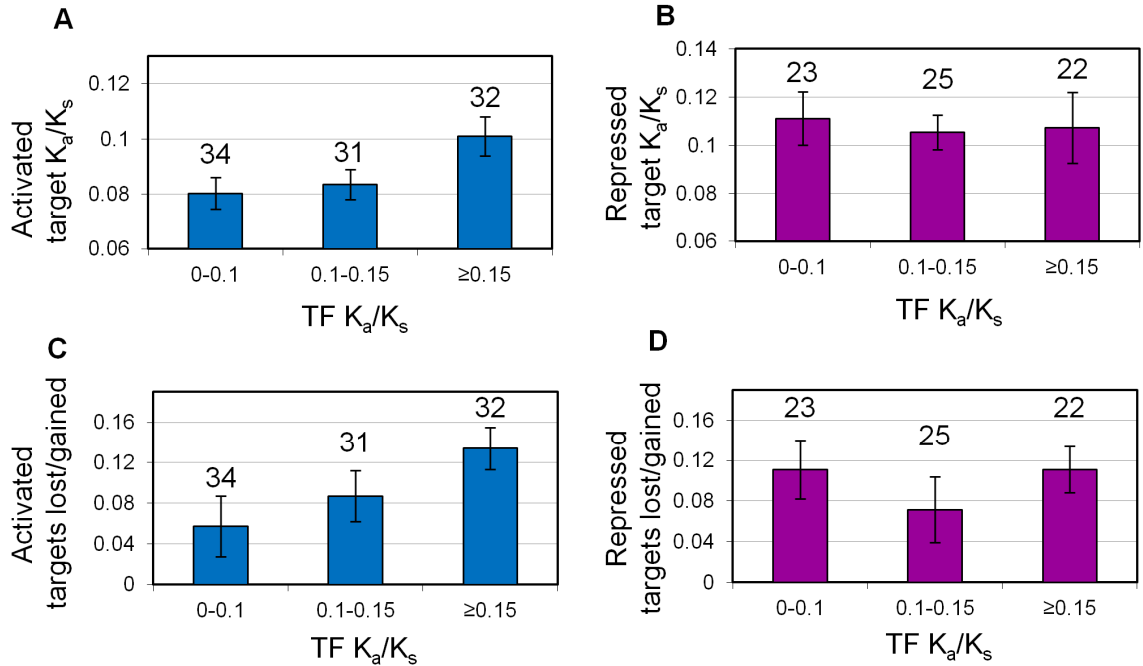 A
Activated
target Ka/Ks
0.12
0.1
0.08
0.06
34
31
32
0–0.1
0.1–0.15
≥0.15
TF Ka/Ks
B
Repressed
target Ka/Ks
0.14
0.12
0.1
0.08
0.06
23
25
22
0–0.1
0.1–0.15
≥0.15
TF Ka/Ks
C
Activated
targets lost/gained
0.16
0.12
0.08
0.04
0
34
31
32
0–0.1
0.1–0.15
≥0.15
TF Ka/Ks
D
Repressed
targets lost/gained
0.16
0.12
0.08
0.04
0
23
25
22
0–0.1
0.1–0.15
≥0.15
TF Ka/Ks